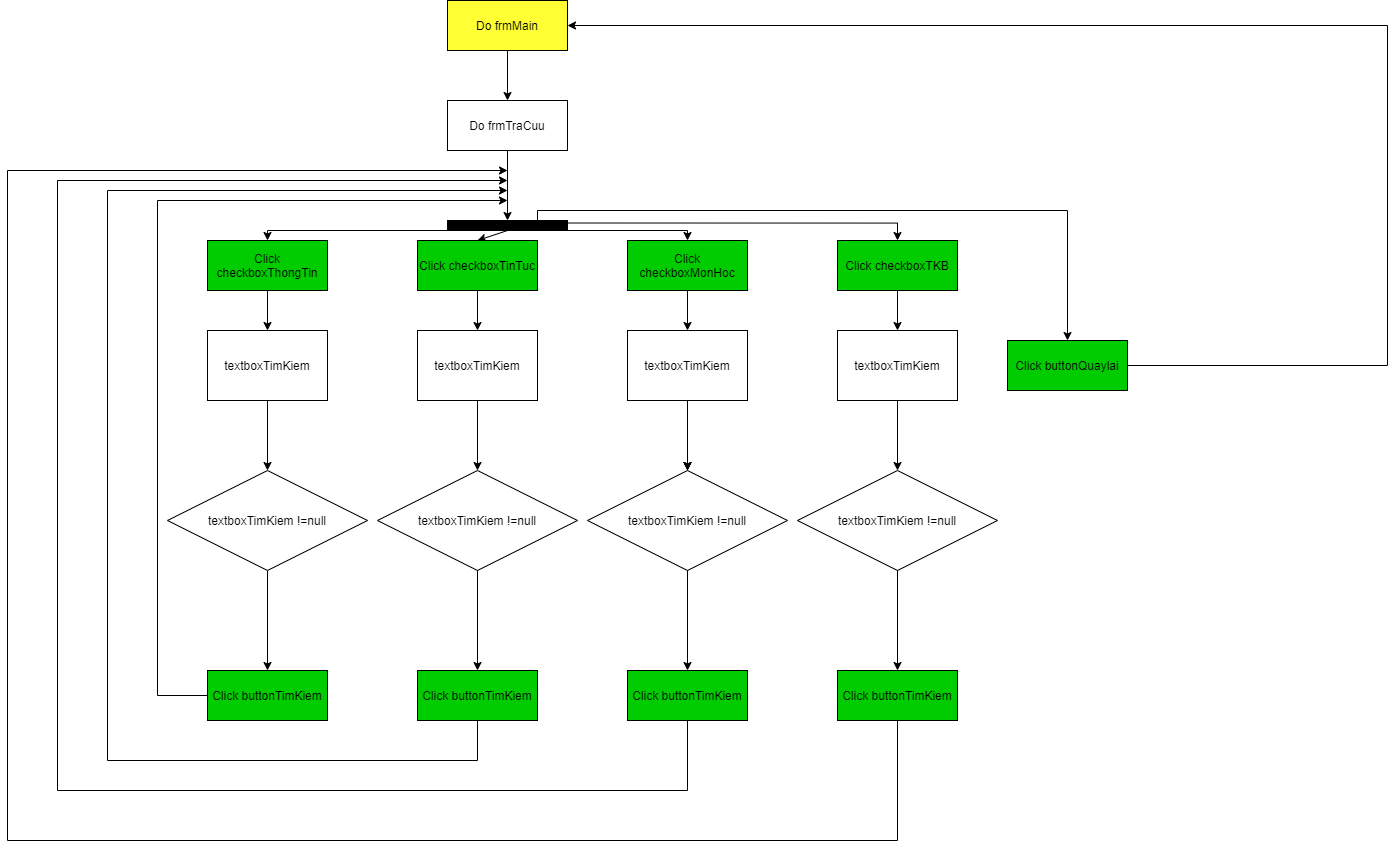 Do frmMain
Do frmTraCuu
Click
checkboxThongTin
Click checkboxTinTuc
Click
checkboxMonHoc
Click checkboxTKB
textboxTimKiem
textboxTimKiem
textboxTimKiem
textboxTimKiem
Click buttonQuaylai
textboxTimKiem !=null
textboxTimKiem !=null
textboxTimKiem !=null
textboxTimKiem !=null
Click buttonTimKiem
Click buttonTimKiem
Click buttonTimKiem
Click buttonTimKiem